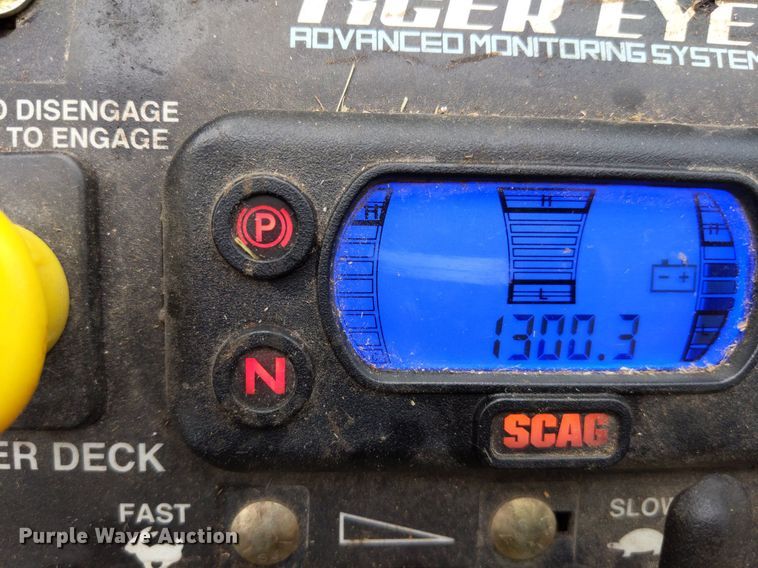 TIGER EYE
ADVANCED MONITORING SYSTEM
DISENGAGE
TO ENGAGE
P
H
H
H
- +
L
1300.3
N
SCAG
ER DECK
FAST
SLOW
Purple Wave Auction